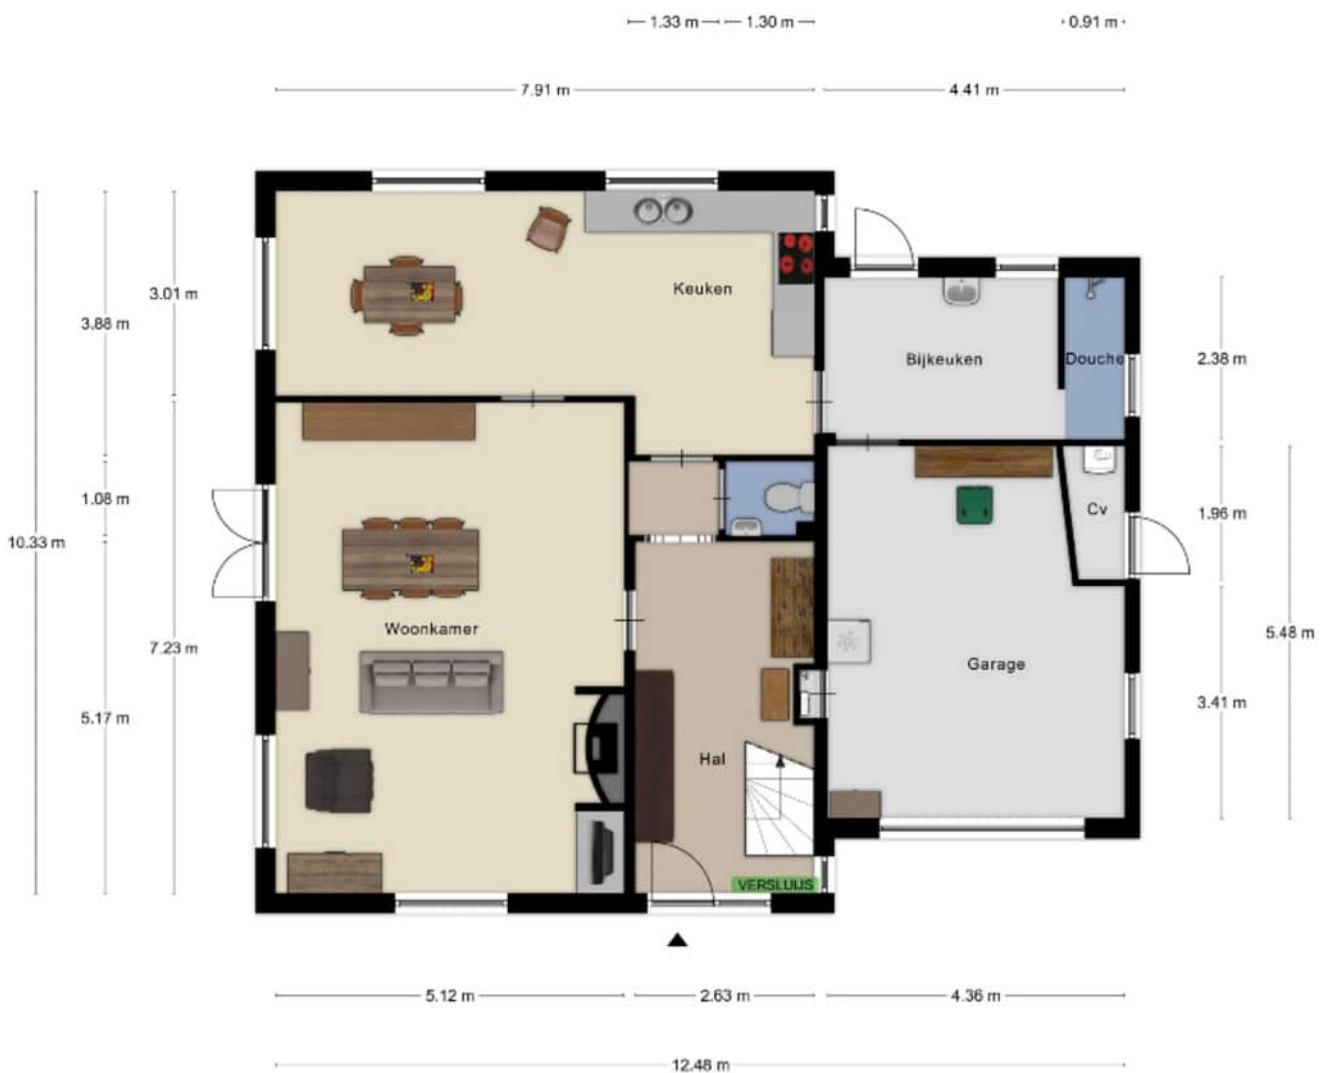 1.33 m
1.30 m
0.91 m
7.91 m
4.41 m
3.01 m
3.88 m
Keuken
Bijkeuken
Douche
2.38 m
1.08 m
Cv
1.96 m
10.33 m
Woonkamer
5.48 m
7.23 m
Garage
3.41 m
5.17 m
Hal
VERSLUIJS
5.12 m
2.63 m
4.36 m
12.48 m